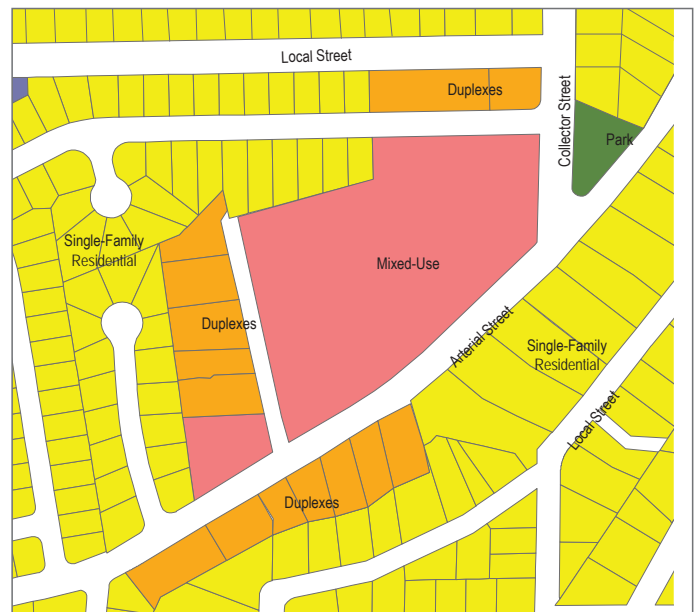 Local Street
Duplexes
Collector Street
Park
Single-Family
Residential
Mixed-Use
Duplexes
Arterial Street
Single-Family
Residential
Local Street
Duplexes